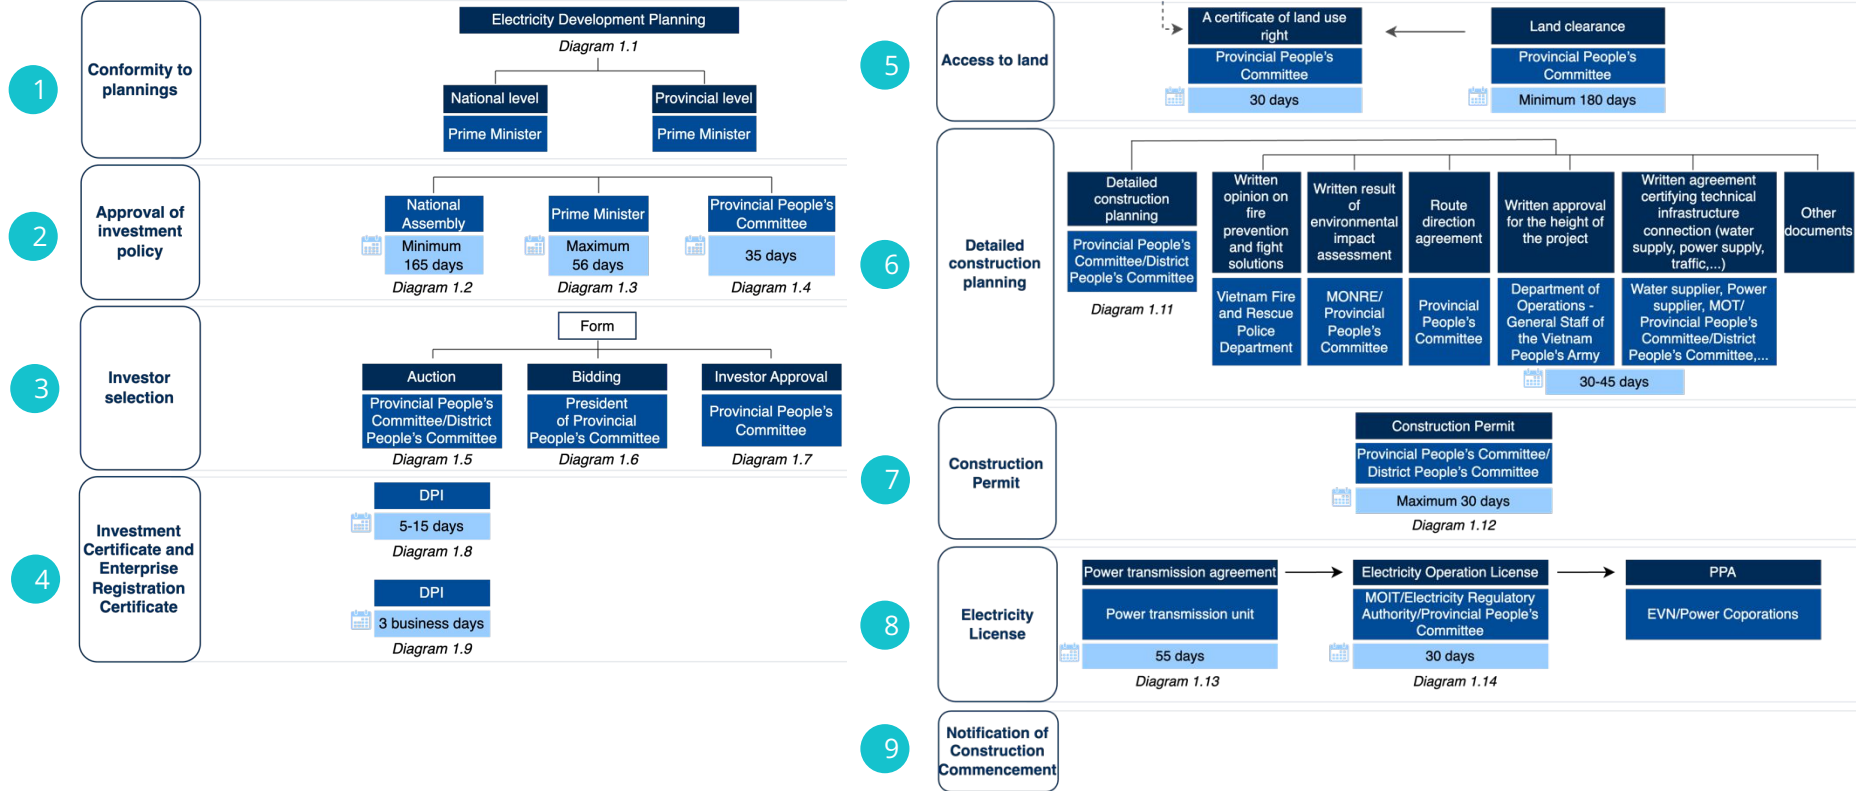 1
Conformity to
plannings
Electricity Development Planning
Diagram 1.1
National level
Prime Minister
Provincial level
Prime Minister
2
Approval of
investment
policy
National
Assembly
Minimum
165 days
Diagram 1.2
Prime Minister
Maximum
56 days
Diagram 1.3
Provincial People's
Committee
35 days
Diagram 1.4
3
Investor
selection
Form
Auction
Provincial People's
Committee/District
People's Committee
Diagram 1.5
Bidding
President
of Provincial
People's Committee
Diagram 1.6
Investor Approval
Provincial People's
Committee
Diagram 1.7
4
Investment
Certificate and
Enterprise
Registration
Certificate
DPI
5-15 days
Diagram 1.8
DPI
3 business days
Diagram 1.9
5
Access to land
A certificate of land use
right
Provincial People's
Committee
30 days
Land clearance
Provincial People's
Committee
Minimum 180 days
6
Detailed
construction
planning
Detailed
construction
planning
Provincial People's
Committee/District
People's Committee
Diagram 1.11
Written
opinion on
fire
prevention
and fight
solutions
Vietnam Fire
and Rescue
Police
Department
Written result
of
environmental
impact
assessment
MONRE/
Provincial
People's
Committee
Route
direction
agreement
Provincial
People's
Committee
Written approval
for the height of
the project
Department of
Operations -
General Staff of
the Vietnam
People's Army
Written agreement
certifying technical
infrastructure
connection (water
supply, power supply,
traffic,...)
Water supplier, Power
supplier, MOT/
Provincial People's
Committee/District
People's Committee,...
Other
documents
30-45 days
7
Construction
Permit
Construction Permit
Provincial People's Committee/
District People's Committee
Maximum 30 days
Diagram 1.12
8
Electricity
License
Power transmission agreement
Power transmission unit
55 days
Diagram 1.13
Electricity Operation License
MOIT/Electricity Regulatory
Authority/Provincial People's
Committee
30 days
Diagram 1.14
PPA
EVN/Power Coporations
9
Notification of
Construction
Commencement